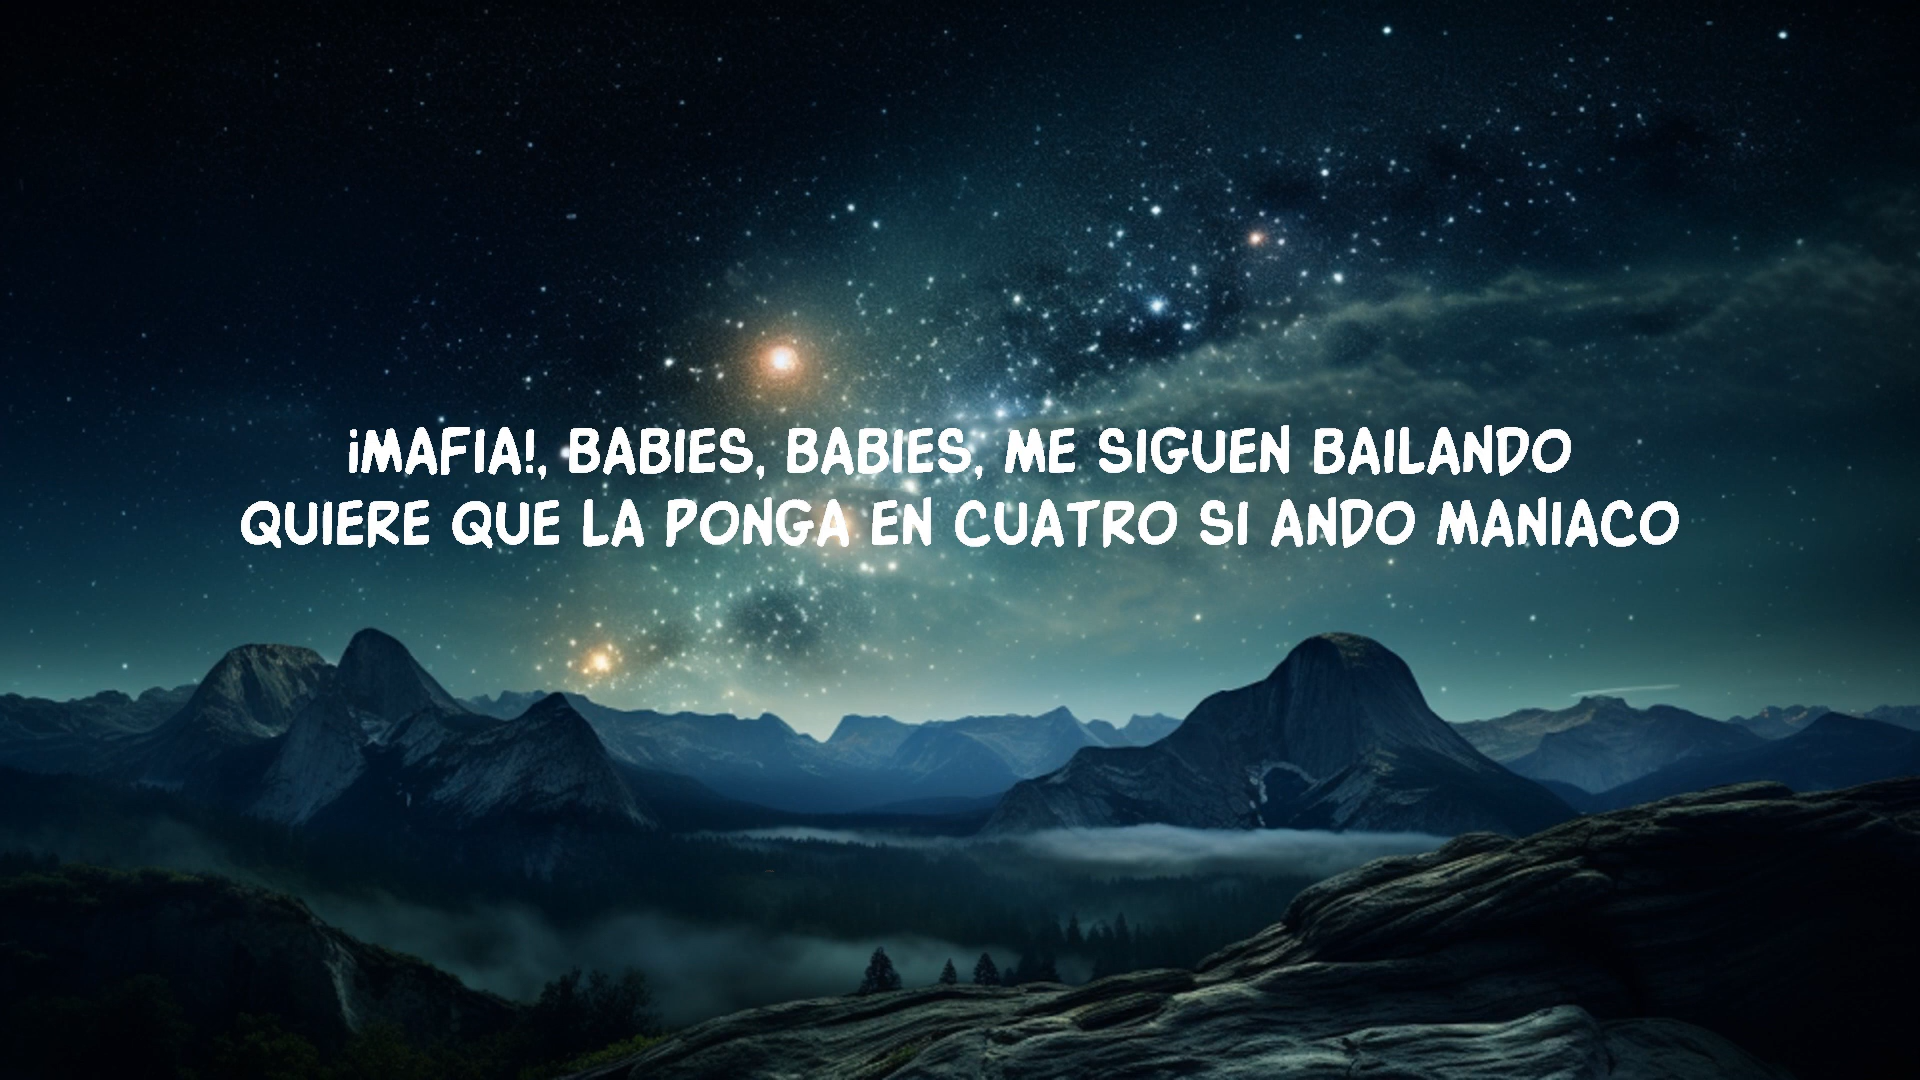 ¡MAFIA!, BABIES, BABIES, ME SIGUEN BAILANDO
QUIERE QUE LA PONGA EN CUATRO SI ANDO MANIACO